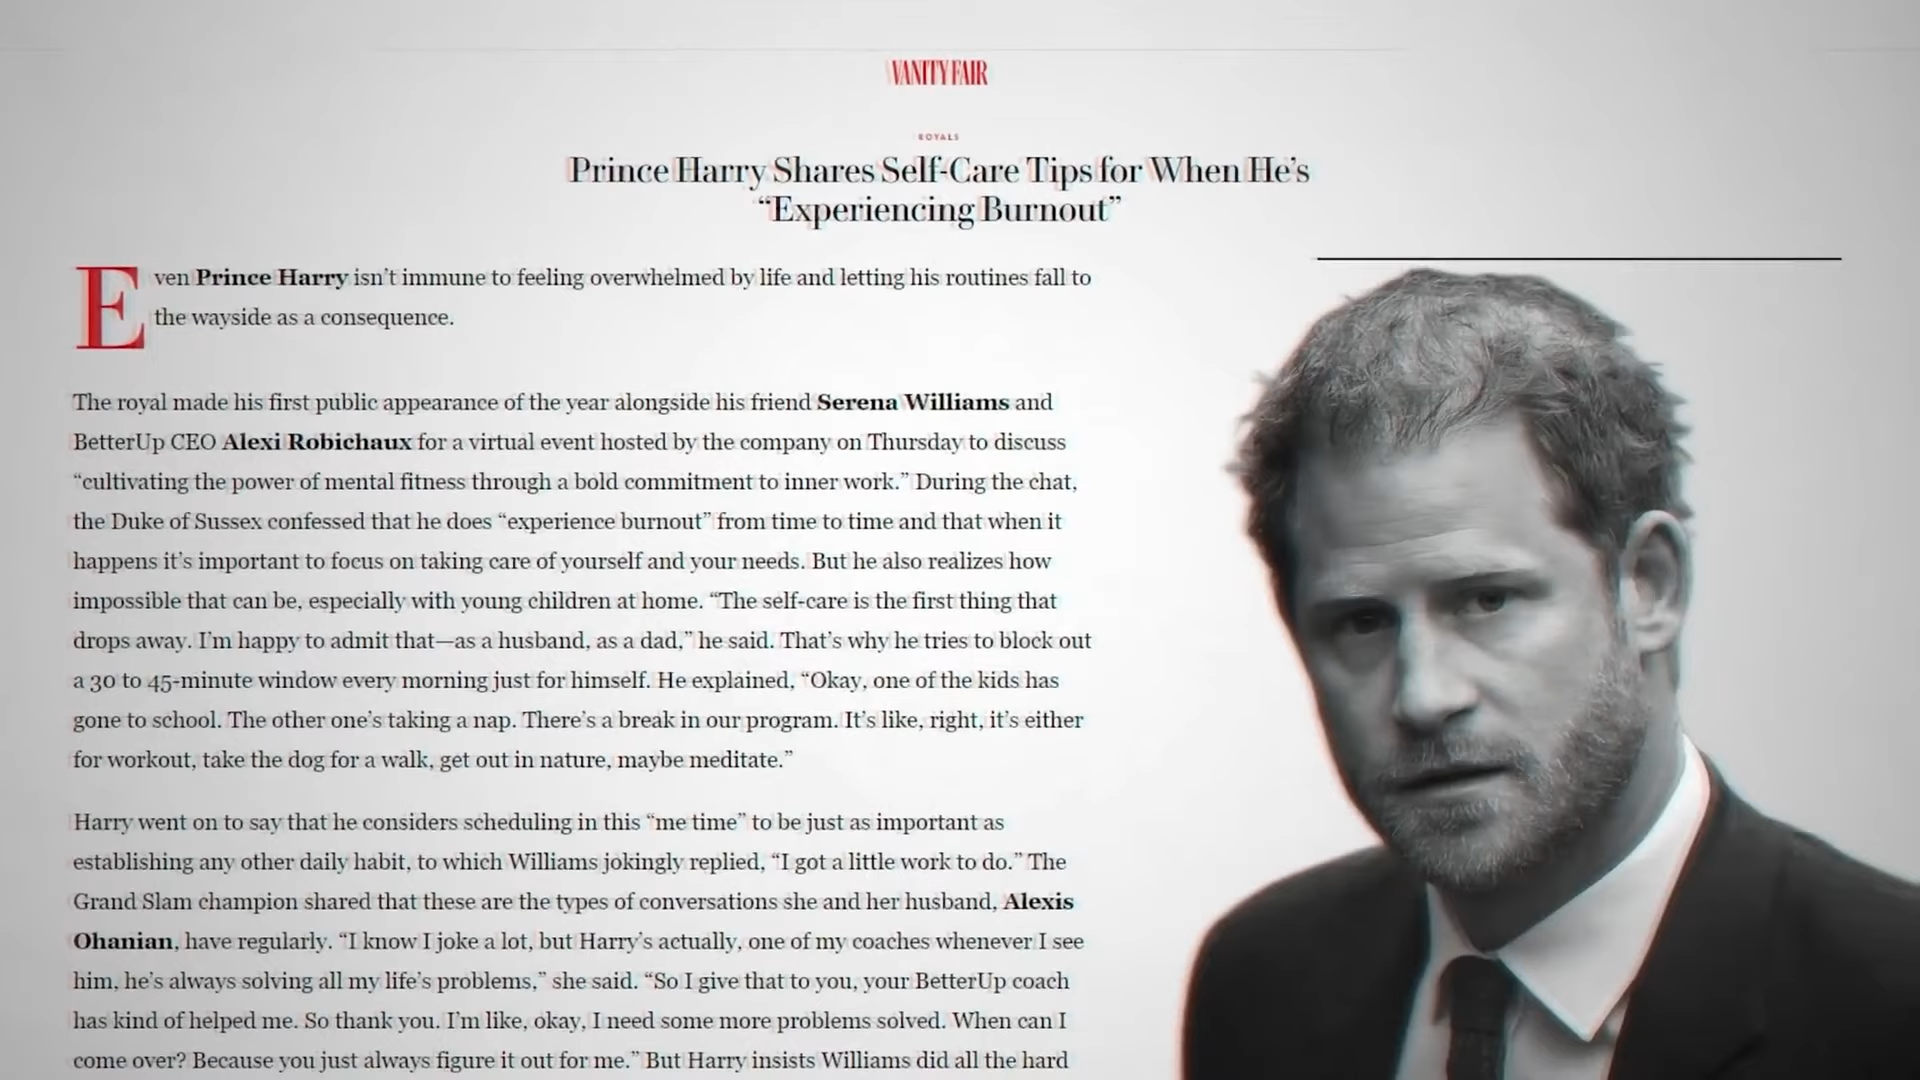 VANITY FAIR
ROYALS
Prince Harry Shares Self-Care Tips for When He's
“Experiencing Burnout”
Even Prince Harry isn't immune to feeling overwhelmed by life and letting his routines fall to
the wayside as a consequence.
The royal made his first public appearance of the year alongside his friend Serena Williams and
BetterUp CEO Alexi Robichaux for a virtual event hosted by the company on Thursday to discuss
“cultivating the power of mental fitness through a bold commitment to inner work.” During the chat,
the Duke of Sussex confessed that he does “experience burnout” from time to time and that when it
happens it's important to focus on taking care of yourself and your needs. But he also realizes how
impossible that can be, especially with young children at home. “The self-care is the first thing that
drops away. I'm happy to admit that—as a husband, as a dad,” he said. That's why he tries to block out
a 30 to 45-minute window every morning just for himself. He explained, “Okay, one of the kids has
gone to school. The other one's taking a nap. There's a break in our program. It's like, right, it's either
for workout, take the dog for a walk, get out in nature, maybe meditate.”
Harry went on to say that he considers scheduling in this “me time” to be just as important as
establishing any other daily habit, to which Williams jokingly replied, “I got a little work to do.” The
Grand Slam champion shared that these are the types of conversations she and her husband, Alexis
Ohanian, have regularly. “I know I joke a lot, but Harry's actually, one of my coaches whenever I see
him, he's always solving all my life's problems,” she said. “So I give that to you, your BetterUp coach
has kind of helped me. So thank you. I'm like, okay, I need some more problems solved. When can I
come over? Because you just always figure it out for me.” But Harry insists Williams did all the hard